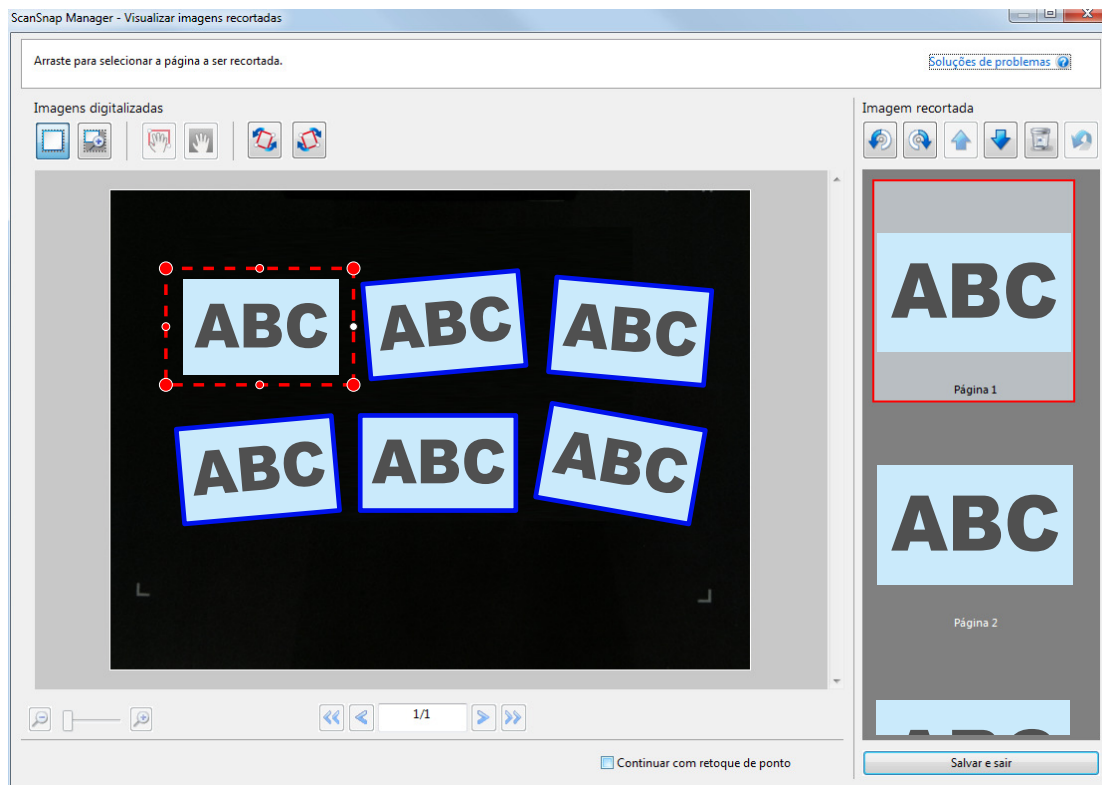 ScanSnap Manager - Visualizar imagens recortadas
Arraste para selecionar a página a ser recortada.
Soluções de problemas ?
Imagens digitalizadas
Imagem recortada
ABC
ABC
ABC
ABC
ABC
ABC
ABC
Página 1
ABC
Página 2
ABC
1/1
Continuar com retoque de ponto
Salvar e sair